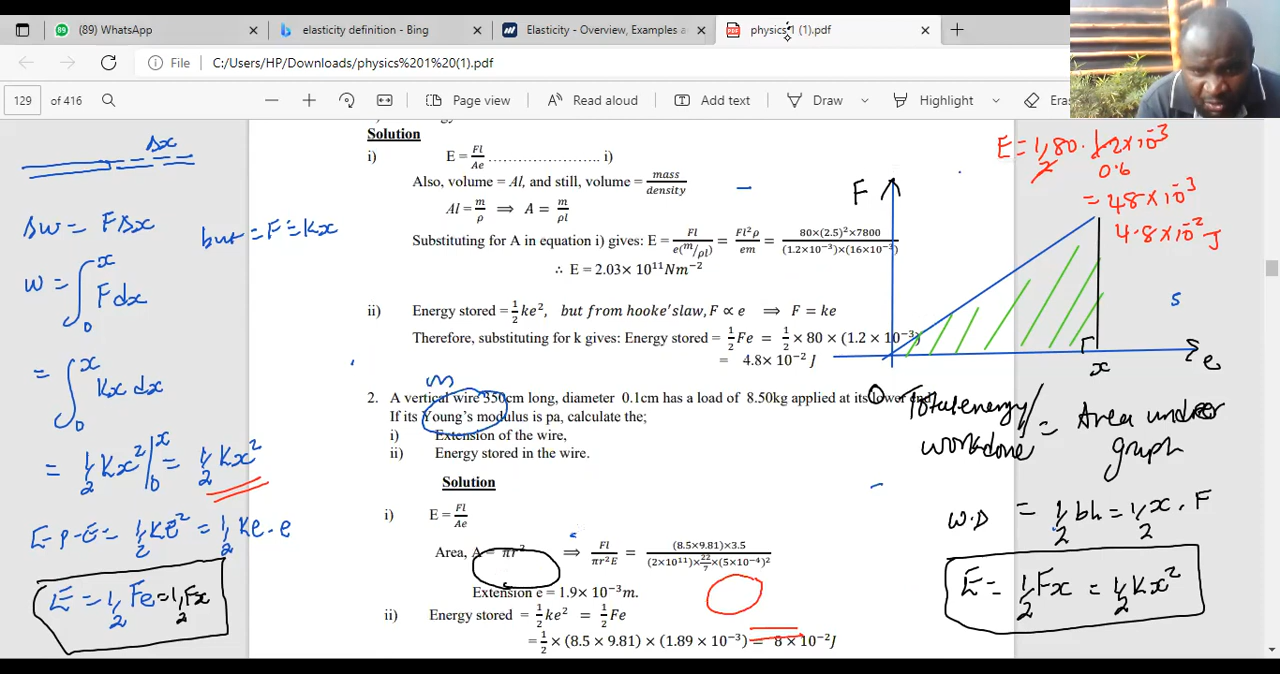 (89) WhatsApp
elasticity definition - Bing
Elasticity - Overview, Examples a
physics 1 (1).pdf
File
C:/Users/HP/Downloads/physics%201%20(1).pdf
129 of 416
Page view
Read aloud
Add text
Draw
Highlight
Eras
Solution
i) E = Fl/Ae ........................ i)
Also, volume = Al, and still, volume = mass/density
Al = m/ρ ⟹ A = m/ρl
Substituting for A in equation i) gives: E = Fl/e(m/ρl) = Fl²ρ/em = 80×(2.5)²×7800/(1.2×10⁻³)×(16×10⁻³)
∴ E = 2.03× 10¹¹Nm⁻²
ii) Energy stored = ½ke², but from hooke'slaw, F ∝ e ⟹ F = ke
Therefore, substituting for k gives: Energy stored = ½Fe = ½ × 80 × (1.2 × 10⁻³)
= 4.8× 10⁻² J
m
2. A vertical wire 350cm long, diameter 0.1cm has a load of 8.50kg applied at its lower end.
If its Young's modulus is pa, calculate the;
i) Extension of the wire,
ii) Energy stored in the wire.
Solution
i) E = Fl/Ae
Area, A = πr² ⟹ Fl/πr²E = (8.5×9.81)×3.5/(2×10¹¹)×22/7×(5×10⁻⁴)²
Extension e = 1.9× 10⁻³m.
ii) Energy stored = ½ke² = ½Fe
= ½ × (8.5 × 9.81) × (1.89 × 10⁻³) = 8 × 10⁻²J
Δx
Δw = FΔx
but = F = kx
w = ∫₀ˣ Fdx
= ∫₀ˣ kx dx
= ½ kx² |₀ˣ = ½ kx²
E-P-E = ½ ke² = ½ ke · e
E = ½ Fe = ½ Fx
E = ½ 80 · 1.2×10⁻³
0.6
= 48×10⁻³
4.8×10⁻² J
F
s
x
e
0
Total energy/
workdone = Area under
graph
W.D = ½ bh = ½ x · F
E = ½ Fx = ½ kx²